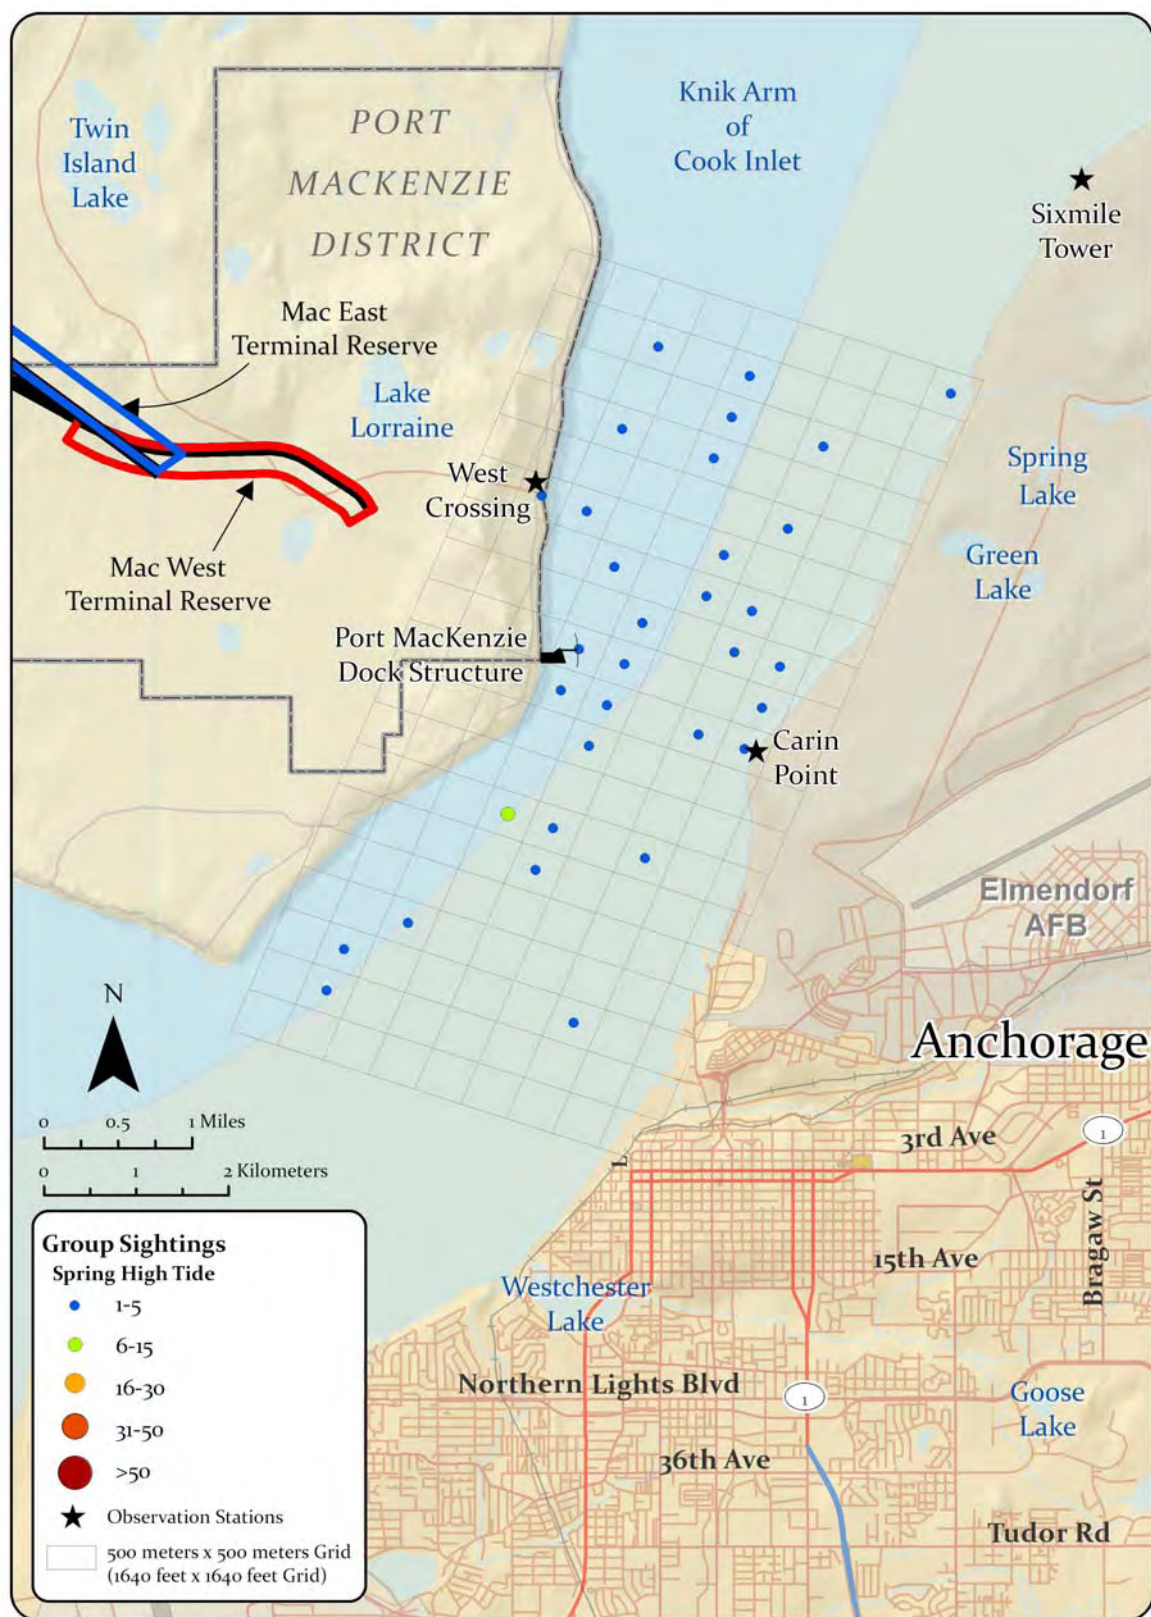 Knik Arm
of
Cook Inlet
PORT
MACKENZIE
DISTRICT
Twin
Island
Lake
Sixmile
Tower
Mac East
Terminal Reserve
Lake
Lorraine
West
Crossing
Spring
Lake
Green
Lake
Mac West
Terminal Reserve
Port MacKenzie
Dock Structure
Carin
Point
Elmendorf
AFB
N
Anchorage
0 0.5 1 Miles
0 1 2 Kilometers
3rd Ave
1
L
15th Ave
Bragaw St
Westchester
Lake
Northern Lights Blvd
1
Goose
Lake
36th Ave
Tudor Rd
Group Sightings
Spring High Tide
1-5
6-15
16-30
31-50
>50
Observation Stations
500 meters x 500 meters Grid
(1640 feet x 1640 feet Grid)